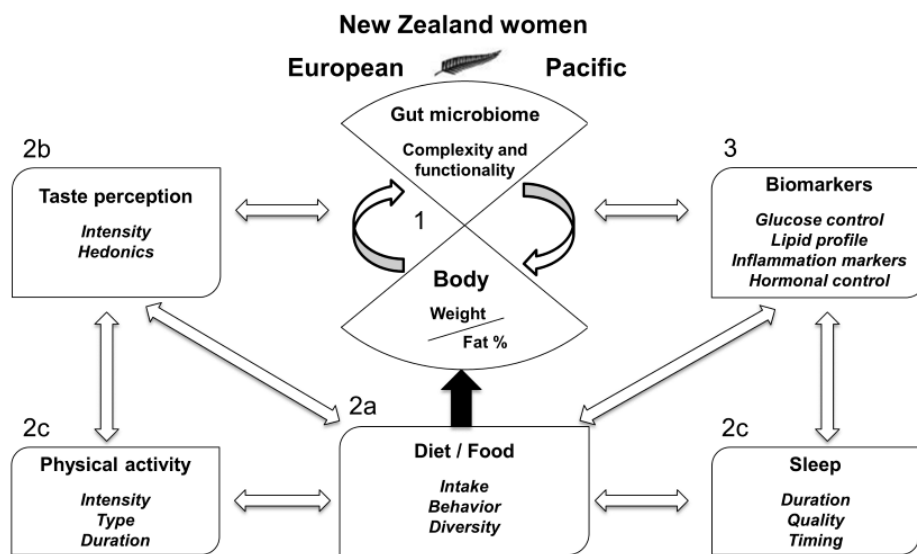 New Zealand women
European
Pacific
Gut microbiome
Complexity and
functionality
2b
Taste perception
Intensity
Hedonics
3
Biomarkers
Glucose control
Lipid profile
Inflammation markers
Hormonal control
1
Body
Weight
Fat %
2c
Physical activity
Intensity
Type
Duration
2a
Diet / Food
Intake
Behavior
Diversity
2c
Sleep
Duration
Quality
Timing